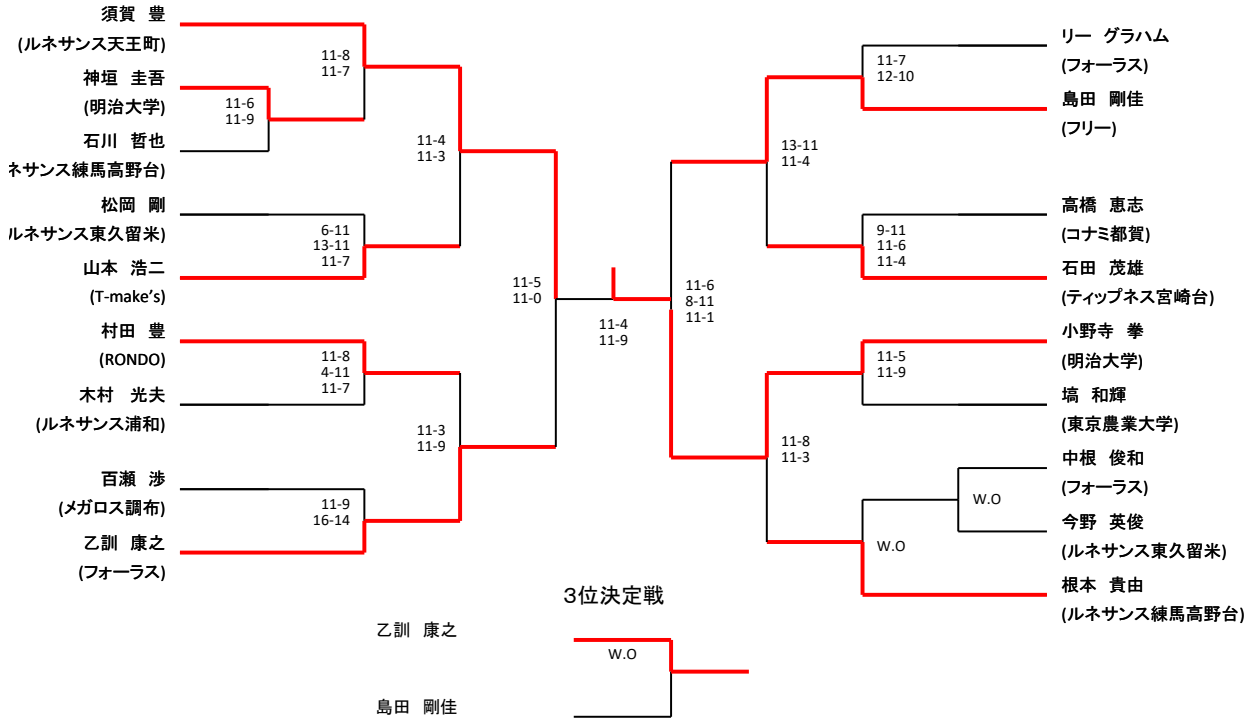 須賀 豊
(ルネサンス天王町)
神垣 圭吾
(明治大学)
石川 哲也
ネサンス練馬高野台)
松岡 剛
ルネサンス東久留米)
山本 浩二
(T-make's)
村田 豊
(RONDO)
木村 光夫
(ルネサンス浦和)
百瀬 渉
(メガロス調布)
乙訓 康之
(フォーラス)
11-6
11-9
11-8
11-7
6-11
13-11
11-7
11-8
4-11
11-7
11-9
16-14
11-4
11-3
11-3
11-9
11-5
11-0
11-4
11-9
11-6
8-11
11-1
13-11
11-4
11-8
11-3
11-7
12-10
9-11
11-6
11-4
11-5
11-9
W.O
W.O
リー グラハム
(フォーラス)
島田 剛佳
(フリー)
高橋 恵志
(コナミ都賀)
石田 茂雄
(ティップネス宮崎台)
小野寺 拳
(明治大学)
塙 和輝
(東京農業大学)
中根 俊和
(フォーラス)
今野 英俊
(ルネサンス東久留米)
根本 貴由
(ルネサンス練馬高野台)
3位決定戦
乙訓 康之
W.O
島田 剛佳